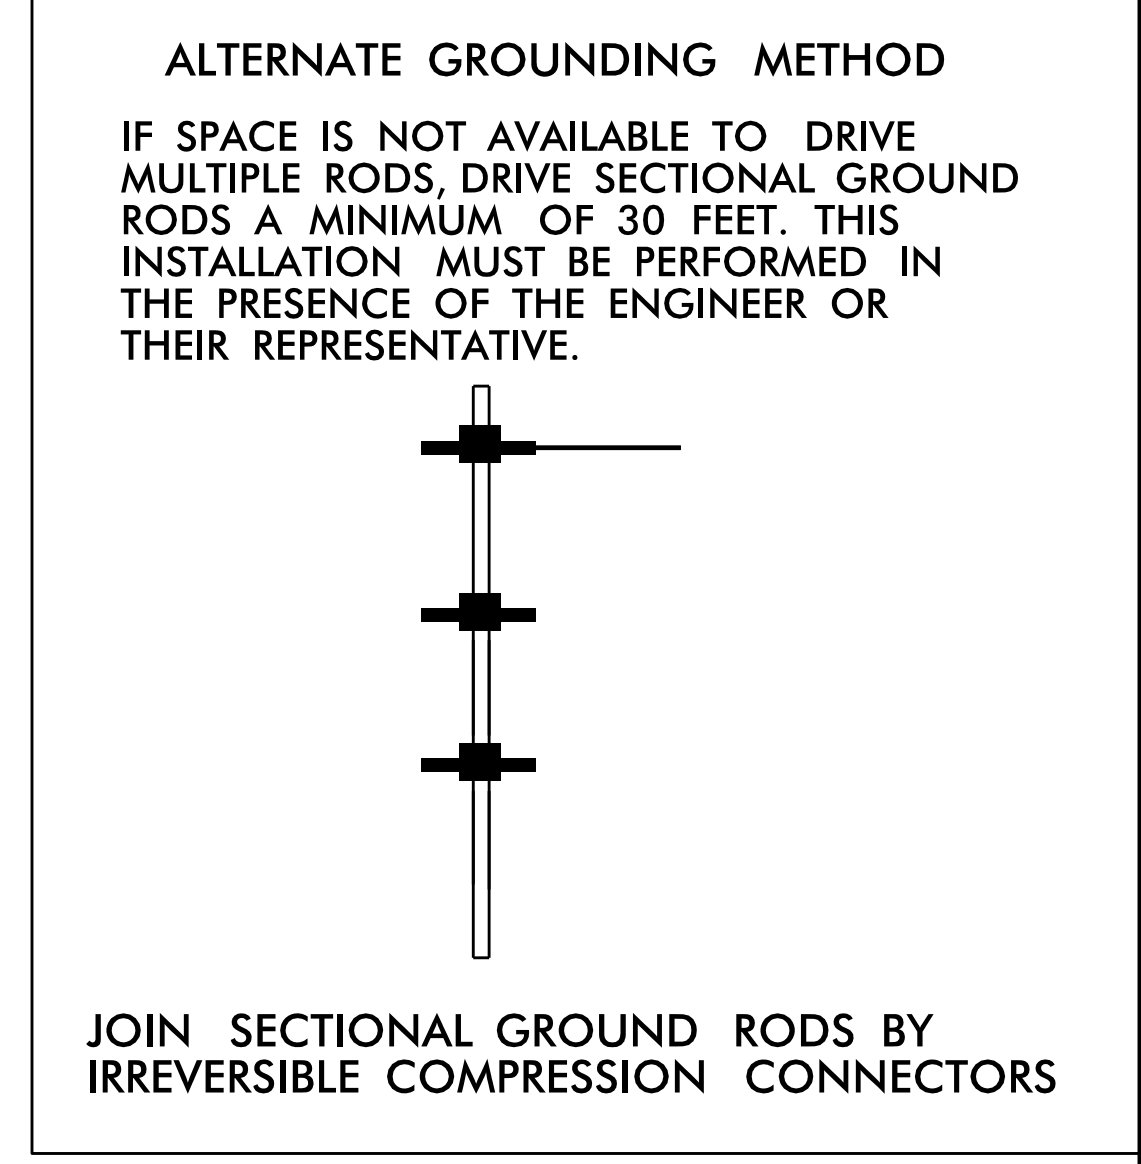 ALTERNATE GROUNDING METHOD
IF SPACE IS NOT AVAILABLE TO DRIVE
MULTIPLE RODS, DRIVE SECTIONAL GROUND
RODS A MINIMUM OF 30 FEET. THIS
INSTALLATION MUST BE PERFORMED IN
THE PRESENCE OF THE ENGINEER OR
THEIR REPRESENTATIVE.
JOIN SECTIONAL GROUND RODS BY
IRREVERSIBLE COMPRESSION CONNECTORS